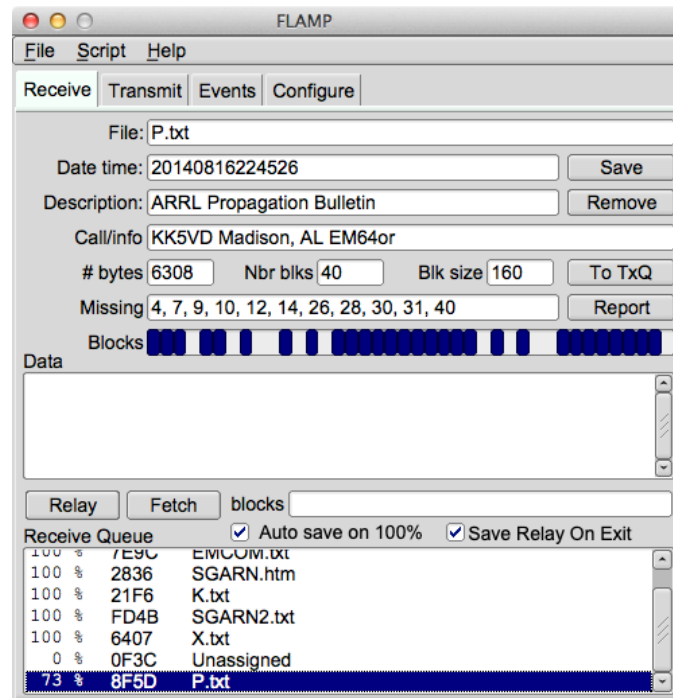 FLAMP
File Script Help
Receive Transmit Events Configure
File: P.txt
Date time: 20140816224526 Save
Description: ARRL Propagation Bulletin Remove
Call/info KK5VD Madison, AL EM64or
# bytes 6308 Nbr blks 40 Blk size 160 To TxQ
Missing 4, 7, 9, 10, 12, 14, 26, 28, 30, 31, 40 Report
Blocks
Data
Relay Fetch blocks
Receive Queue Auto save on 100% Save Relay On Exit
100 % 7E9C EMCOM.txt
100 % 2836 SGARN.htm
100 % 21F6 K.txt
100 % FD4B SGARN2.txt
100 % 6407 X.txt
0 % 0F3C Unassigned
73 % 8F5D P.txt